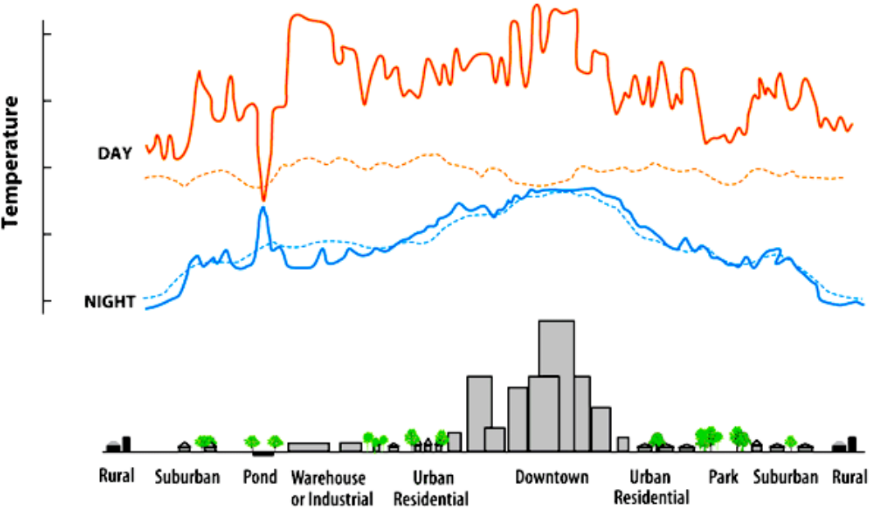 Temperature
DAY
NIGHT
Rural
Suburban
Pond
Warehouse
or Industrial
Urban
Residential
Downtown
Urban
Residential
Park
Suburban
Rural